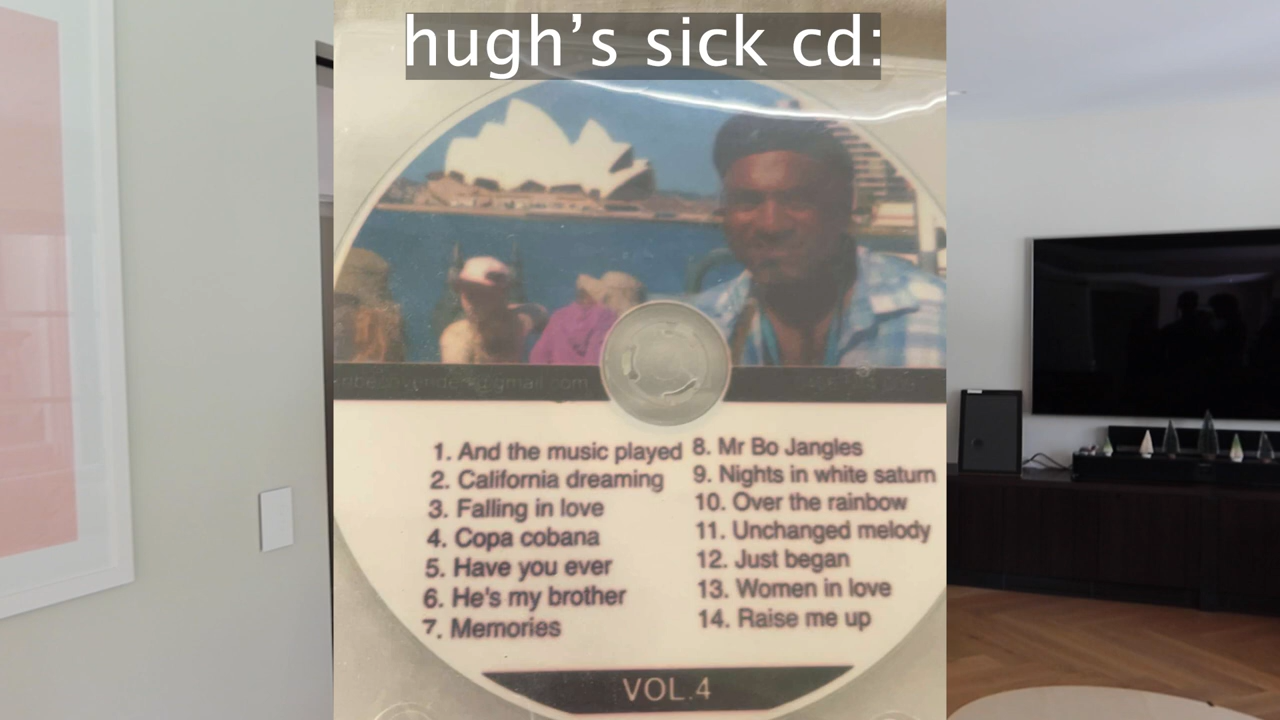 hugh's sick cd:
gmail com
1. And the music played
2. California dreaming
3. Falling in love
4. Copa cobana
5. Have you ever
6. He's my brother
7. Memories
8. Mr Bo Jangles
9. Nights in white saturn
10. Over the rainbow
11. Unchanged melody
12. Just began
13. Women in love
14. Raise me up
VOL.4